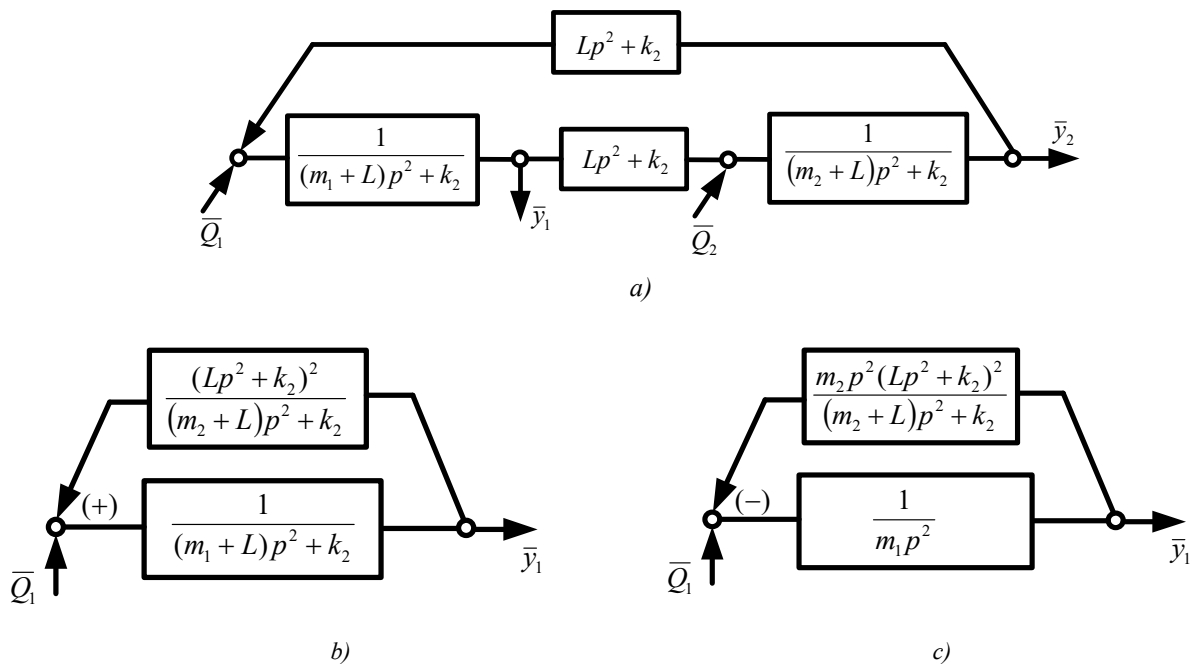 Lp² + k₂
1 / (m₁ + L)p² + k₂
Lp² + k₂
1 / (m₂ + L)p² + k₂
ȳ₂
Q̄₁
ȳ₁
Q̄₂
a)
(Lp² + k₂)² / (m₂ + L)p² + k₂
(+)
1 / (m₁ + L)p² + k₂
Q̄₁
ȳ₁
b)
m₂p²(Lp² + k₂)² / (m₂ + L)p² + k₂
(−)
1 / m₁p²
Q̄₁
ȳ₁
c)